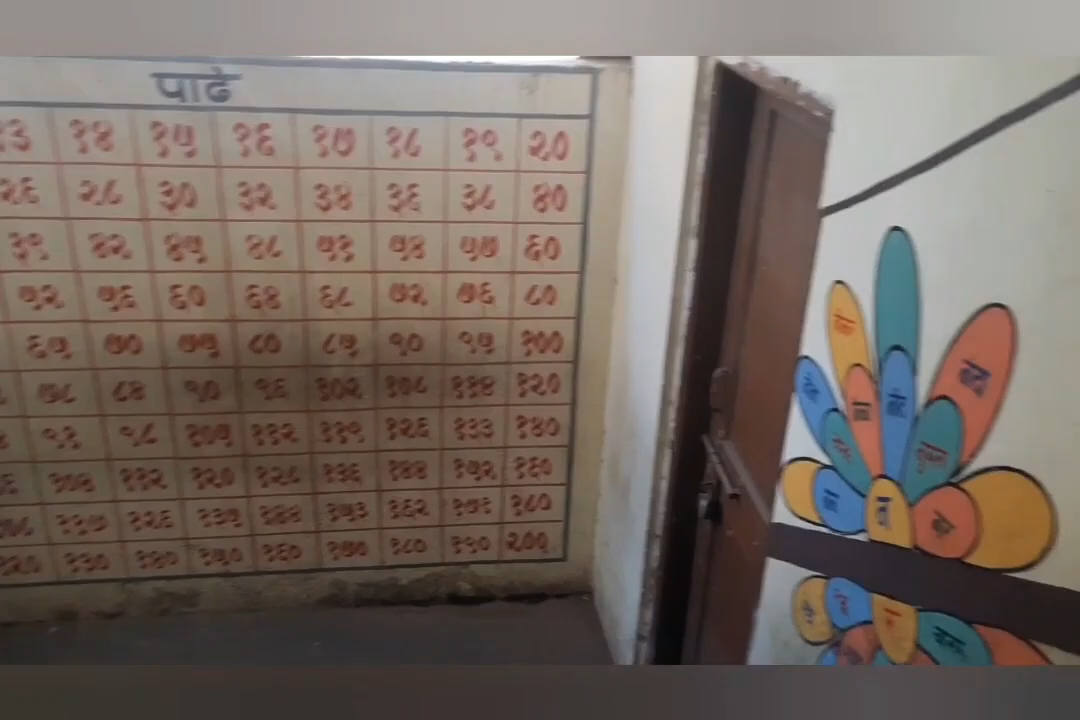 पाढे
१३ १४ १५ १६ १७ १८ १९ २०
२६ २८ ३० ३२ ३४ ३६ ३८ ४०
३९ ४२ ४५ ४८ ५१ ५४ ५७ ६०
५२ ५६ ६० ६४ ६८ ७२ ७६ ८०
६५ ७० ७५ ८० ८५ ९० ९५ १००
७८ ८४ ९० ९६ १०२ १०८ ११४ १२०
९१ ९८ १०५ ११२ ११९ १२६ १३३ १४०
१०४ ११२ १२० १२८ १३६ १४४ १५२ १६०
११७ १२६ १३५ १४४ १५३ १६२ १७१ १८०
१२० १३० १४० १५० १६० १७० १८० १९० २००